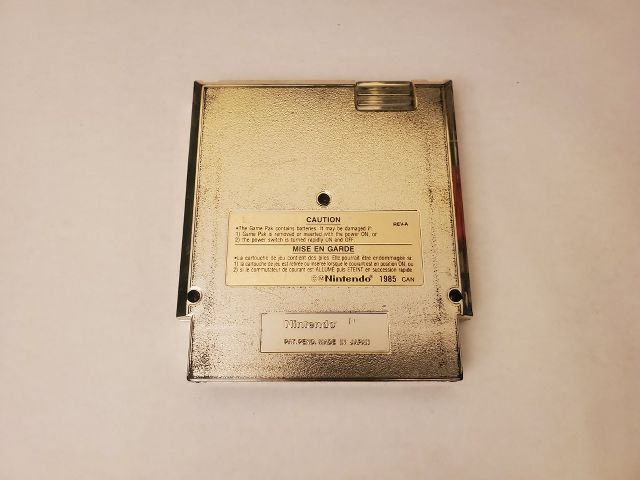 CAUTION
•The Game Pak contains batteries. It may be damaged if:
REV-A
1) Game Pak is removed or inserted with the power ON, or
2) the power switch is turned rapidly ON and OFF.
MISE EN GARDE
•La cartouche de jeu contient des piles. Elle pourrait être endommagée si:
1) la cartouche de jeu est retirée ou insérée lorsque le courant est en position ON, ou
2) si le commutateur de courant est ALLUMÉ puis ÉTEINT en succession rapide.
©®Nintendo® 1985 CAN
Nintendo
PAT. PEND. MADE IN JAPAN